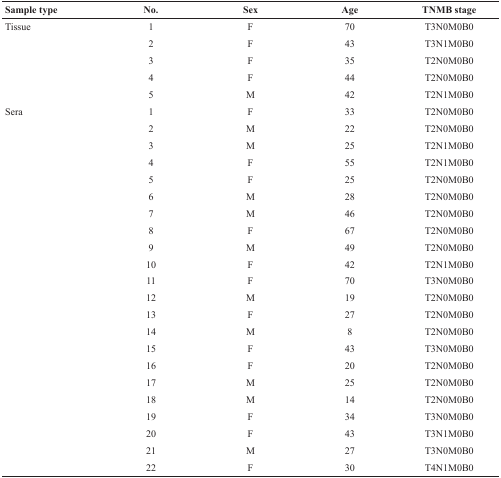 Sample type No. Sex Age TNMB stage
Tissue 1 F 70 T3N0M0B0
2 F 43 T3N1M0B0
3 F 35 T2N0M0B0
4 F 44 T2N0M0B0
5 M 42 T2N1M0B0
Sera 1 F 33 T2N0M0B0
2 M 22 T2N0M0B0
3 M 25 T2N1M0B0
4 F 55 T2N1M0B0
5 F 25 T2N0M0B0
6 M 28 T2N0M0B0
7 M 46 T2N0M0B0
8 F 67 T2N0M0B0
9 M 49 T2N0M0B0
10 F 42 T2N1M0B0
11 F 70 T3N0M0B0
12 M 19 T2N0M0B0
13 F 27 T2N0M0B0
14 M 8 T2N0M0B0
15 F 43 T3N0M0B0
16 F 20 T2N0M0B0
17 M 25 T2N0M0B0
18 M 14 T2N0M0B0
19 F 34 T3N0M0B0
20 F 43 T3N1M0B0
21 M 27 T3N0M0B0
22 F 30 T4N1M0B0